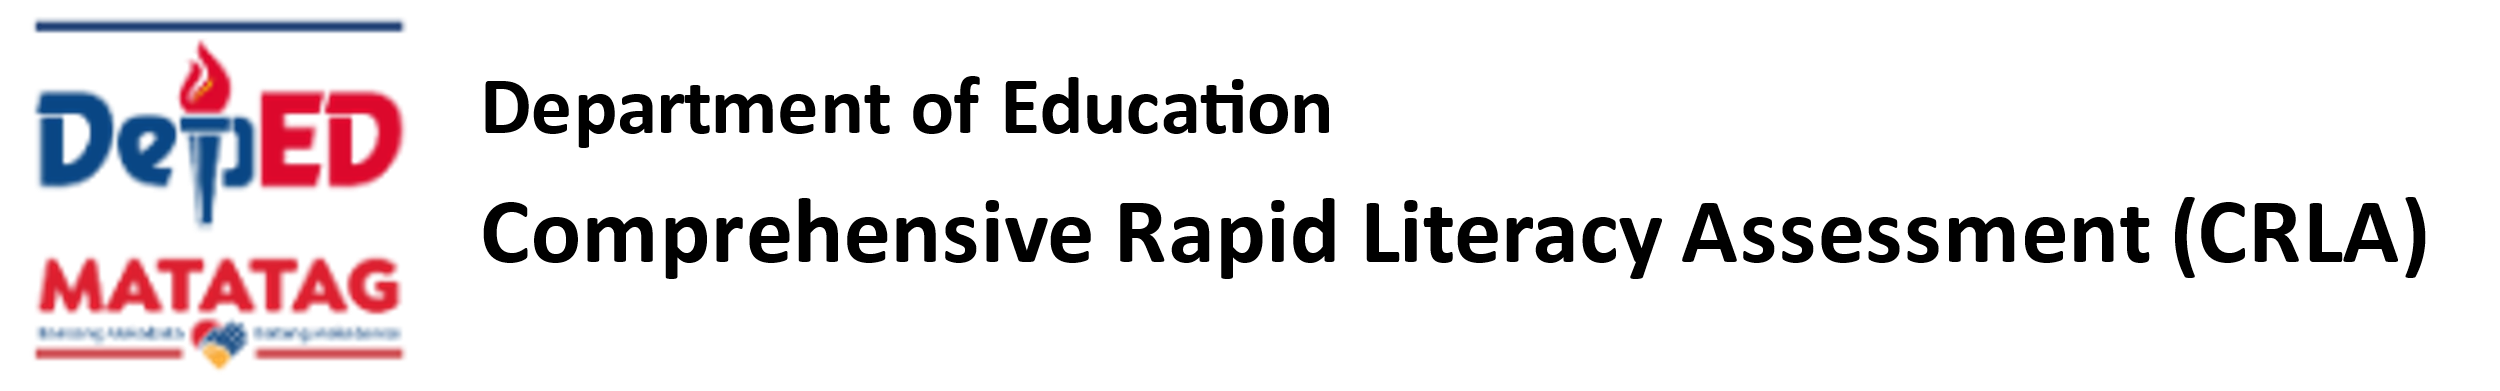 DepED
MATATAG
Department of Education
Comprehensive Rapid Literacy Assessment (CRLA)